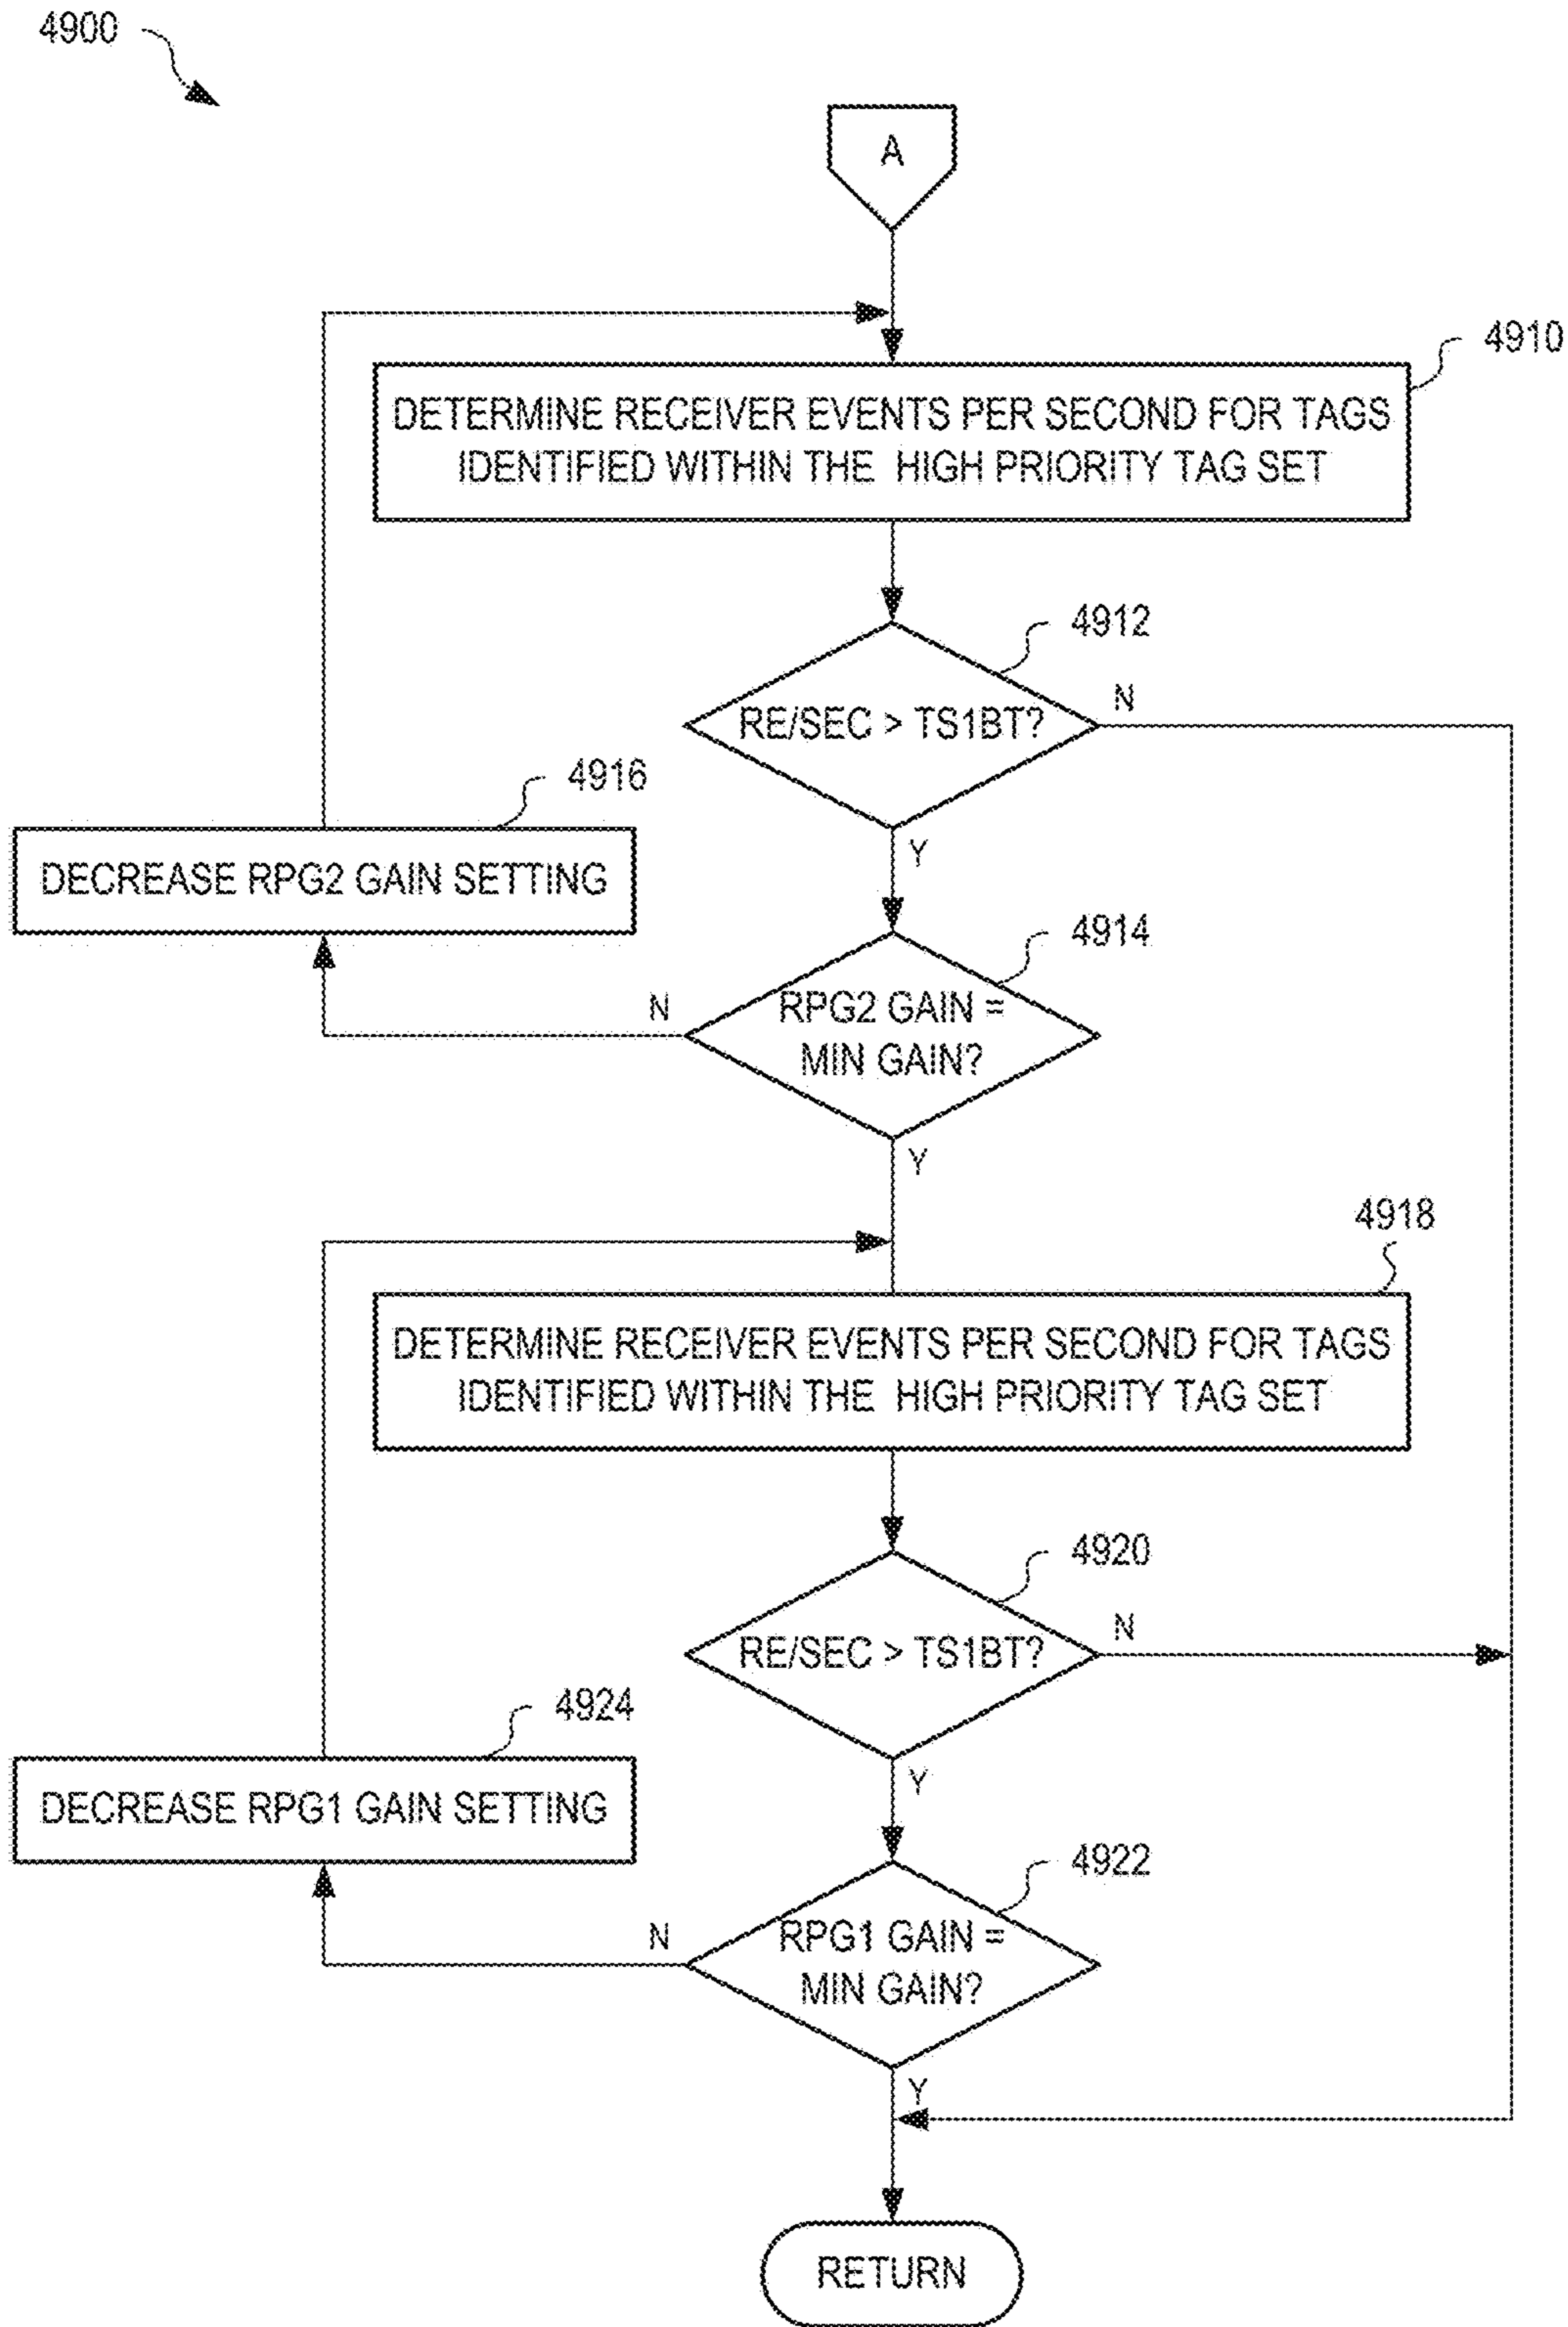 4900
A
4910
DETERMINE RECEIVER EVENTS PER SECOND FOR TAGS
IDENTIFIED WITHIN THE HIGH PRIORITY TAG SET
4912
RE/SEC > TS1BT?
N
Y
4916
DECREASE RPG2 GAIN SETTING
4914
RPG2 GAIN =
MIN GAIN?
N
Y
4918
DETERMINE RECEIVER EVENTS PER SECOND FOR TAGS
IDENTIFIED WITHIN THE HIGH PRIORITY TAG SET
4920
RE/SEC > TS1BT?
N
Y
4924
DECREASE RPG1 GAIN SETTING
4922
RPG1 GAIN =
MIN GAIN?
N
Y
RETURN